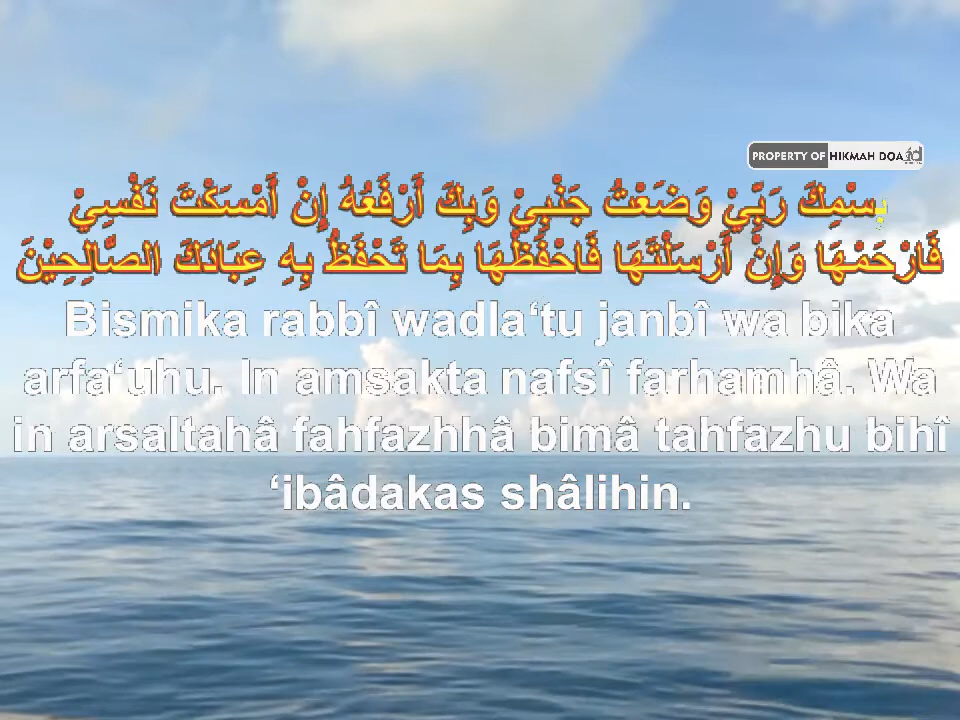 PROPERTY OF HIKMAH DOA.id
بِسْمِكَ رَبِّيْ وَضَعْتُ جَنْبِيْ وَبِكَ أَرْفَعُهُ إِنْ أَمْسَكْتَ نَفْسِيْ
فَارْحَمْهَا وَإِنْ أَرْسَلْتَهَا فَاحْفَظْهَا بِمَا تَحْفَظُ بِهِ عِبَادَكَ الصَّالِحِيْنَ
Bismika rabbî wadla‘tu janbî wa bika
arfa‘uhu. In amsakta nafsî farhamhâ. Wa
in arsaltahâ fahfazhhâ bimâ tahfazhu bihî
‘ibâdakas shâlihin.